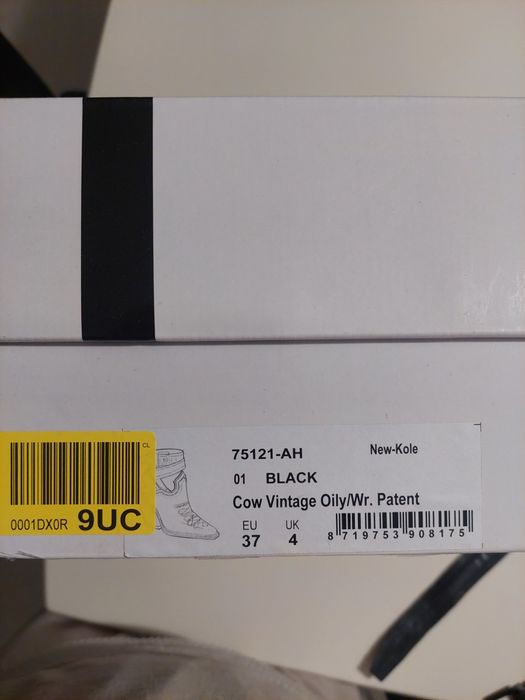 75121-AH New-Kole
01 BLACK
Cow Vintage Oily/Wr. Patent
EU UK
37 4
8 719753 908175
CL
0001DX0R 9UC